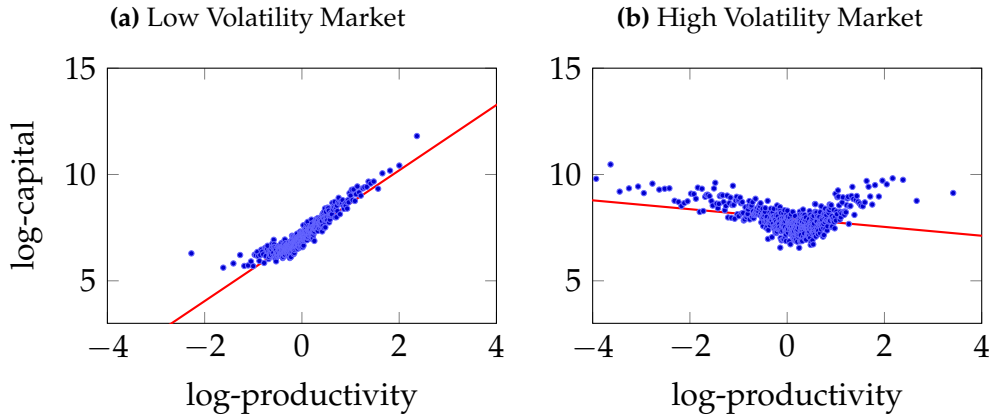 (a) Low Volatility Market
(b) High Volatility Market
log-capital
15
10
5
−4 −2 0 2 4
log-productivity
15
10
5
−4 −2 0 2 4
log-productivity